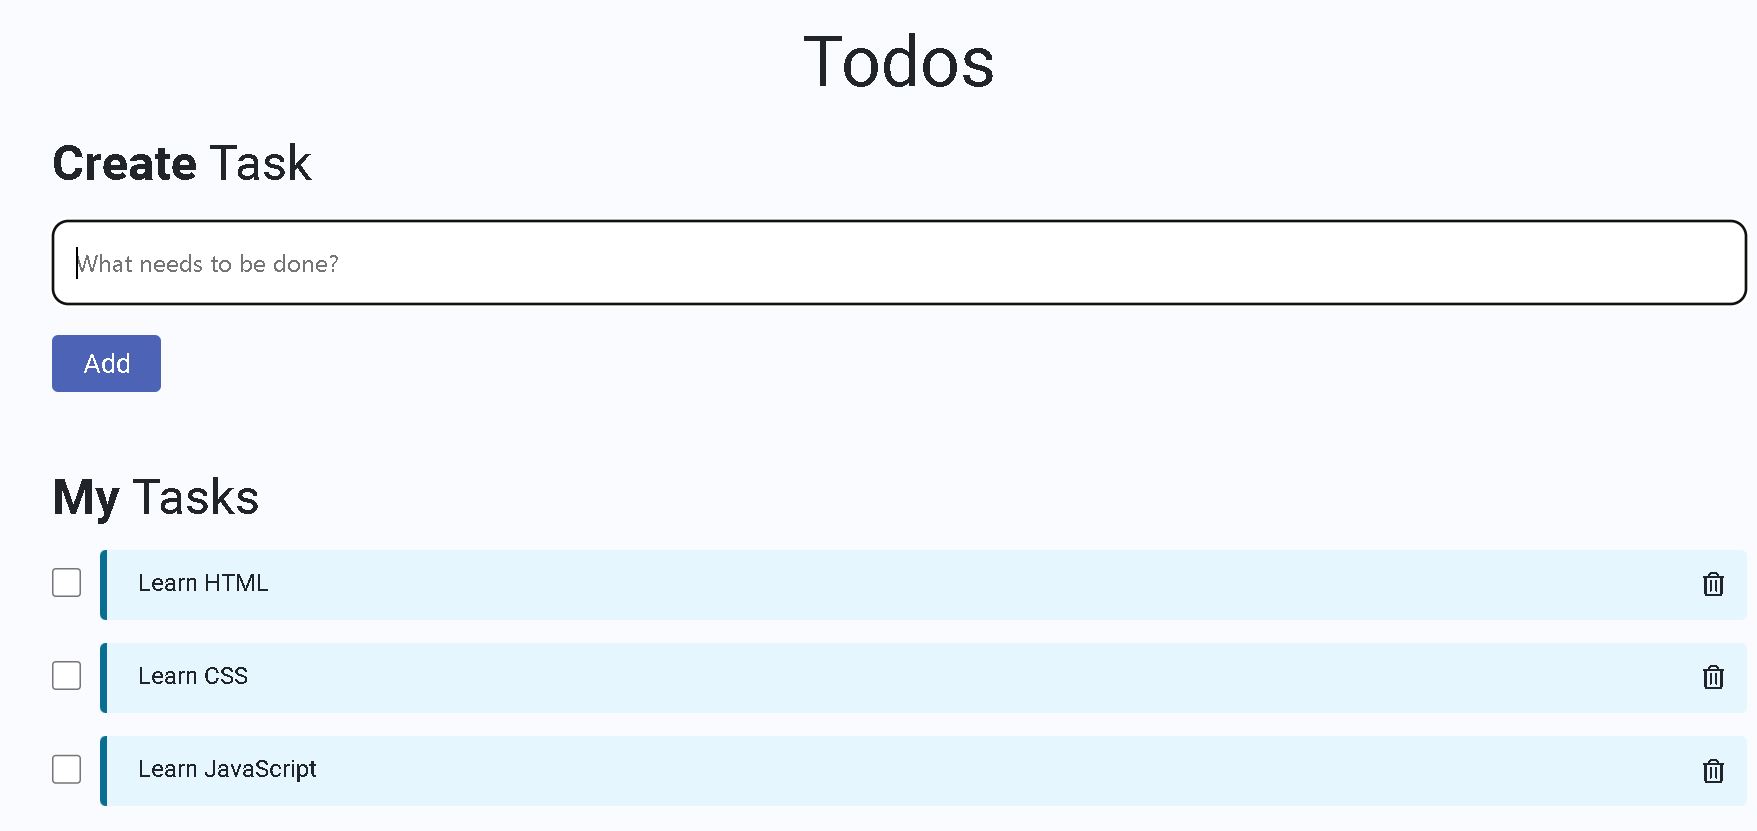 Todos
Create Task
What needs to be done?
Add
My Tasks
Learn HTML
Learn CSS
Learn JavaScript